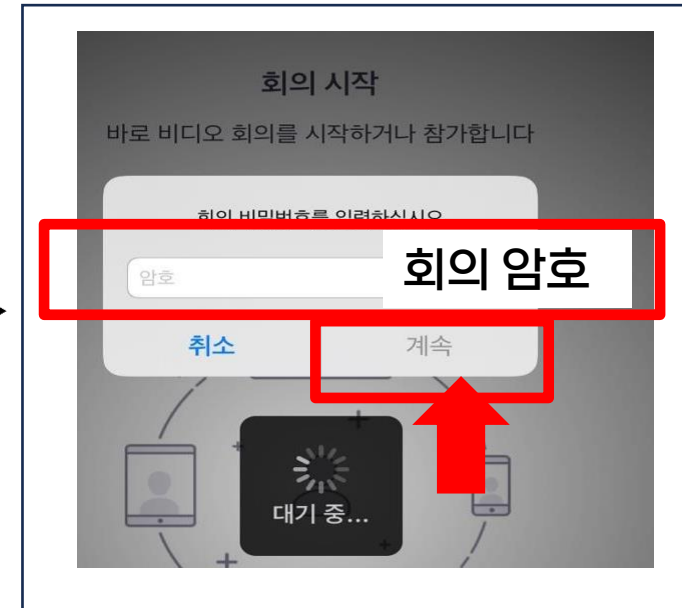 회의 시작
바로 비디오 회의를 시작하거나 참가합니다
회의 비밀번호를 입력하십시오
암호
회의 암호
취소
계속
대기 중...